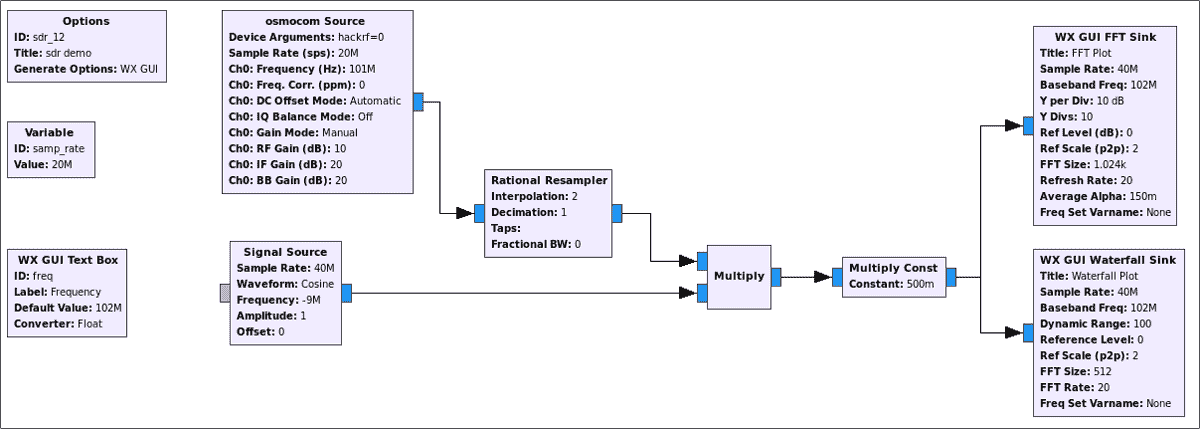 Options
ID: sdr_12
Title: sdr demo
Generate Options: WX GUI
Variable
ID: samp_rate
Value: 20M
WX GUI Text Box
ID: freq
Label: Frequency
Default Value: 102M
Converter: Float
osmocom Source
Device Arguments: hackrf=0
Sample Rate (sps): 20M
Ch0: Frequency (Hz): 101M
Ch0: Freq. Corr. (ppm): 0
Ch0: DC Offset Mode: Automatic
Ch0: IQ Balance Mode: Off
Ch0: Gain Mode: Manual
Ch0: RF Gain (dB): 10
Ch0: IF Gain (dB): 20
Ch0: BB Gain (dB): 20
Signal Source
Sample Rate: 40M
Waveform: Cosine
Frequency: -9M
Amplitude: 1
Offset: 0
Rational Resampler
Interpolation: 2
Decimation: 1
Taps:
Fractional BW: 0
Multiply
Multiply Const
Constant: 500m
WX GUI FFT Sink
Title: FFT Plot
Sample Rate: 40M
Baseband Freq: 102M
Y per Div: 10 dB
Y Divs: 10
Ref Level (dB): 0
Ref Scale (p2p): 2
FFT Size: 1.024k
Refresh Rate: 20
Average Alpha: 150m
Freq Set Varname: None
WX GUI Waterfall Sink
Title: Waterfall Plot
Sample Rate: 40M
Baseband Freq: 102M
Dynamic Range: 100
Reference Level: 0
Ref Scale (p2p): 2
FFT Size: 512
FFT Rate: 20
Freq Set Varname: None